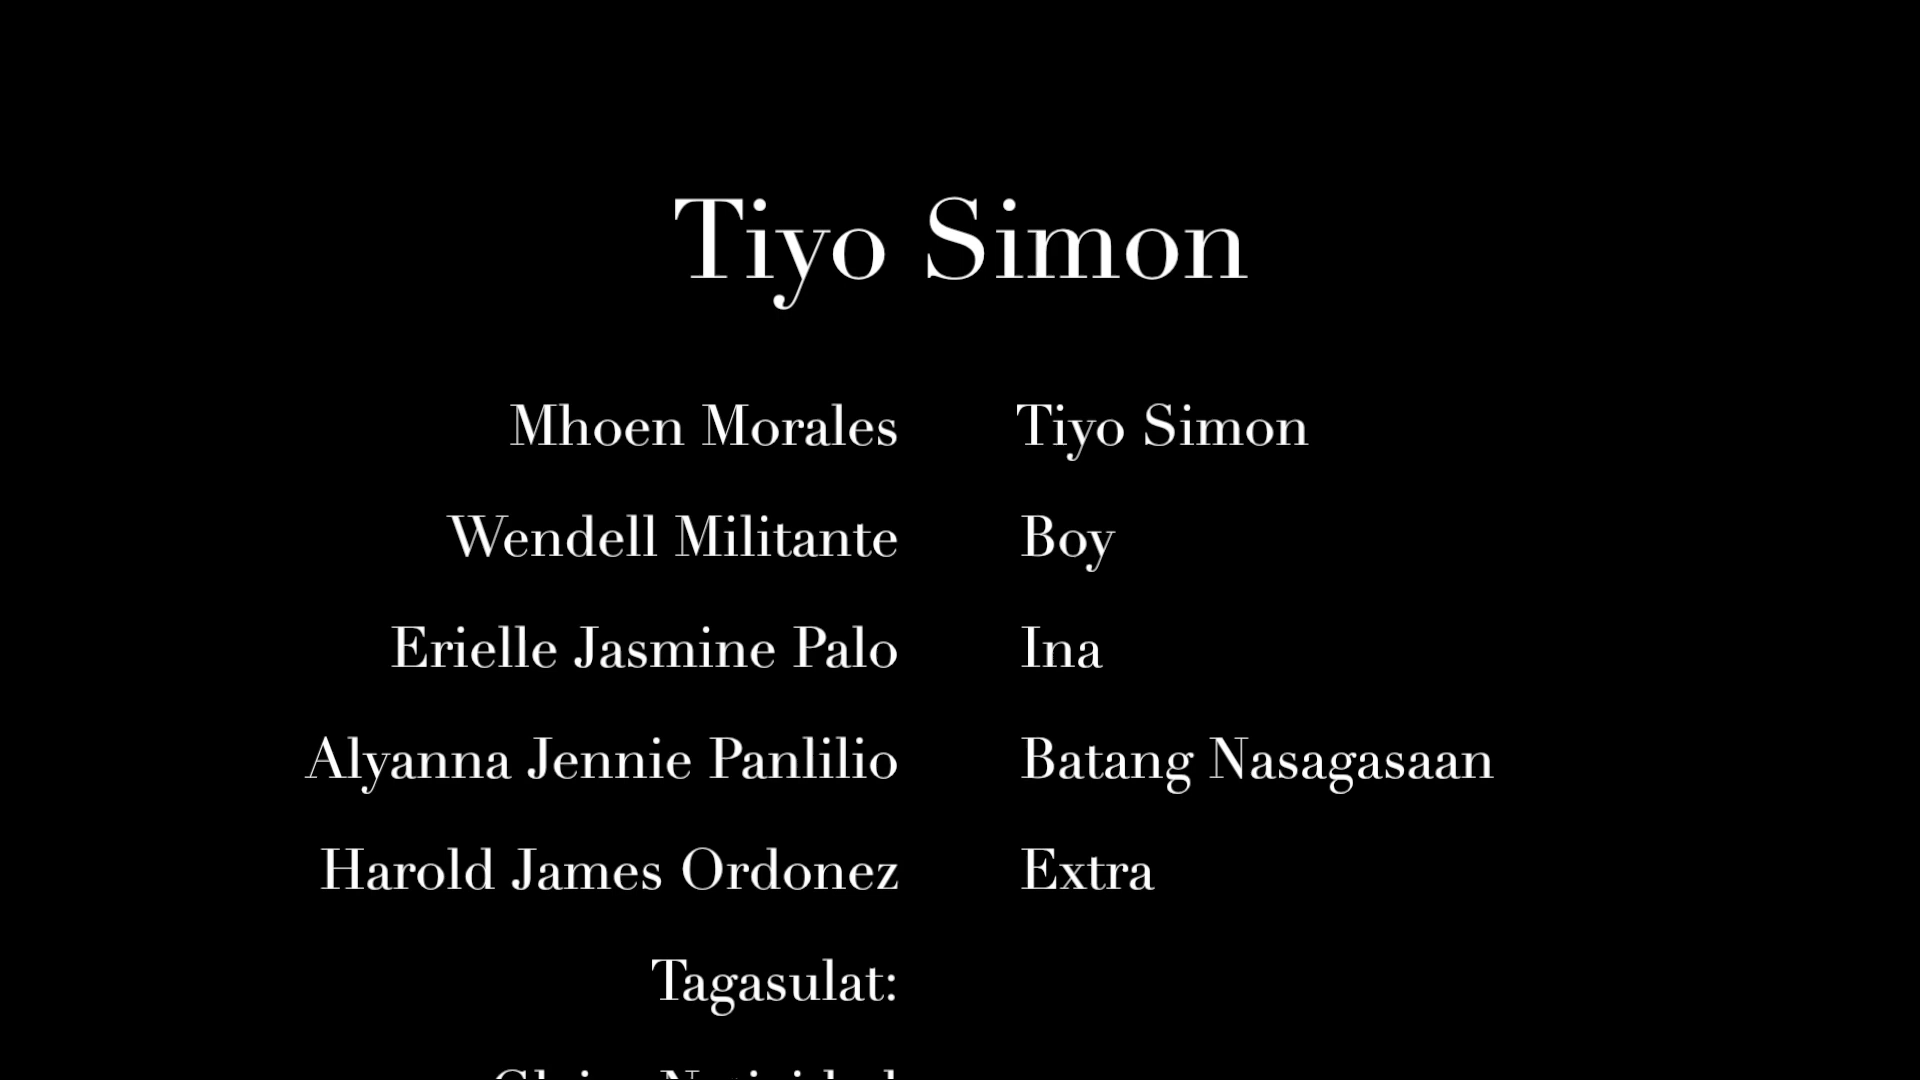 Tiyo Simon
Mhoen Morales Tiyo Simon
Wendell Militante Boy
Erielle Jasmine Palo Ina
Alyanna Jennie Panlilio Batang Nasagasaan
Harold James Ordonez Extra
Tagasulat: